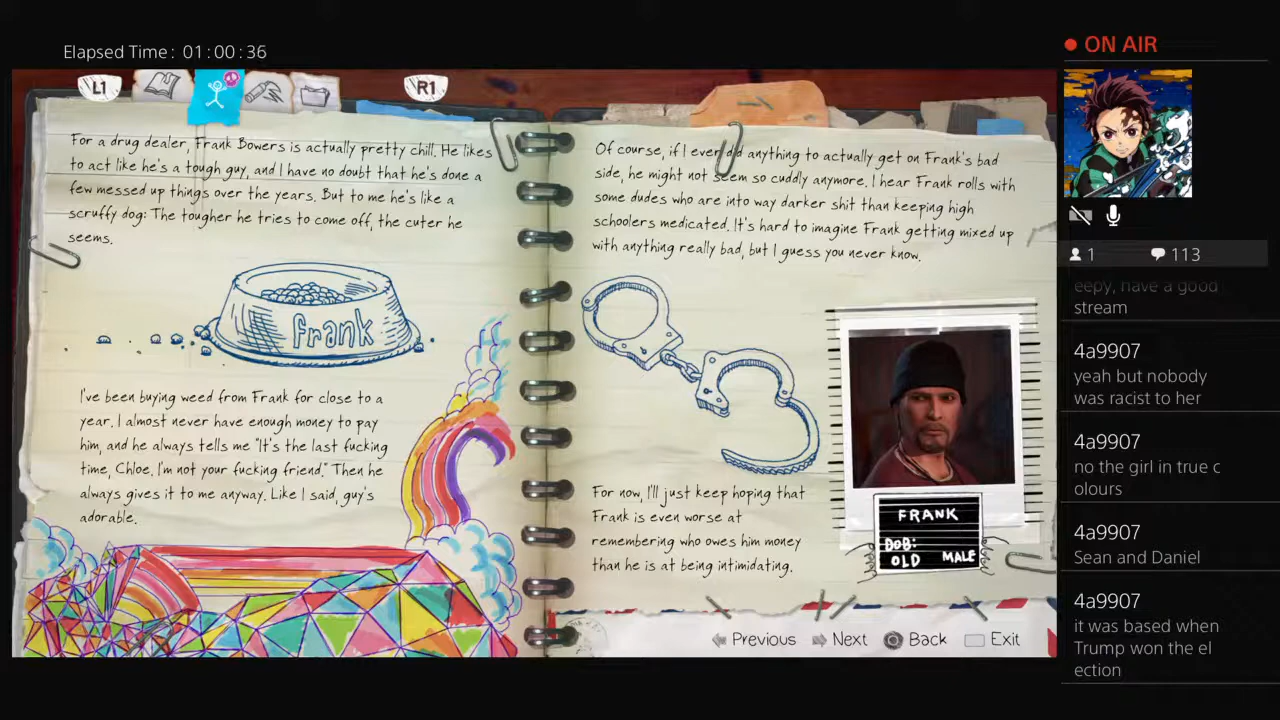 Elapsed Time: 01:00:36
L1
R1
For a drug dealer, Frank Bowers is actually pretty chill. He likes
to act like he's a tough guy, and I have no doubt that he's done a
few messed up things over the years. But to me he's like a
scruffy dog: The tougher he tries to come off, the cuter he
seems.
frank
I've been buying weed from Frank for close to a
year. I almost never have enough money to pay
him, and he always tells me "It's the last fucking
time, Chloe. I'm not your fucking friend." Then he
always gives it to me anyway. Like I said, guy's
adorable.
Of course, if I ever did anything to actually get on Frank's bad
side, he might not seem so cuddly anymore. I hear Frank rolls with
some dudes who are into way darker shit than keeping high
schoolers medicated. It's hard to imagine Frank getting mixed up
with anything really bad, but I guess you never know.
For now, I'll just keep hoping that
Frank is even worse at
remembering who owes him money
than he is at being intimidating.
FRANK
DOB:
OLD MALE
Previous Next Back Exit
ON AIR
1 113
eepy, have a good
stream
4a9907
yeah but nobody
was racist to her
4a9907
no the girl in true c
olours
4a9907
Sean and Daniel
4a9907
it was based when
Trump won the el
ection